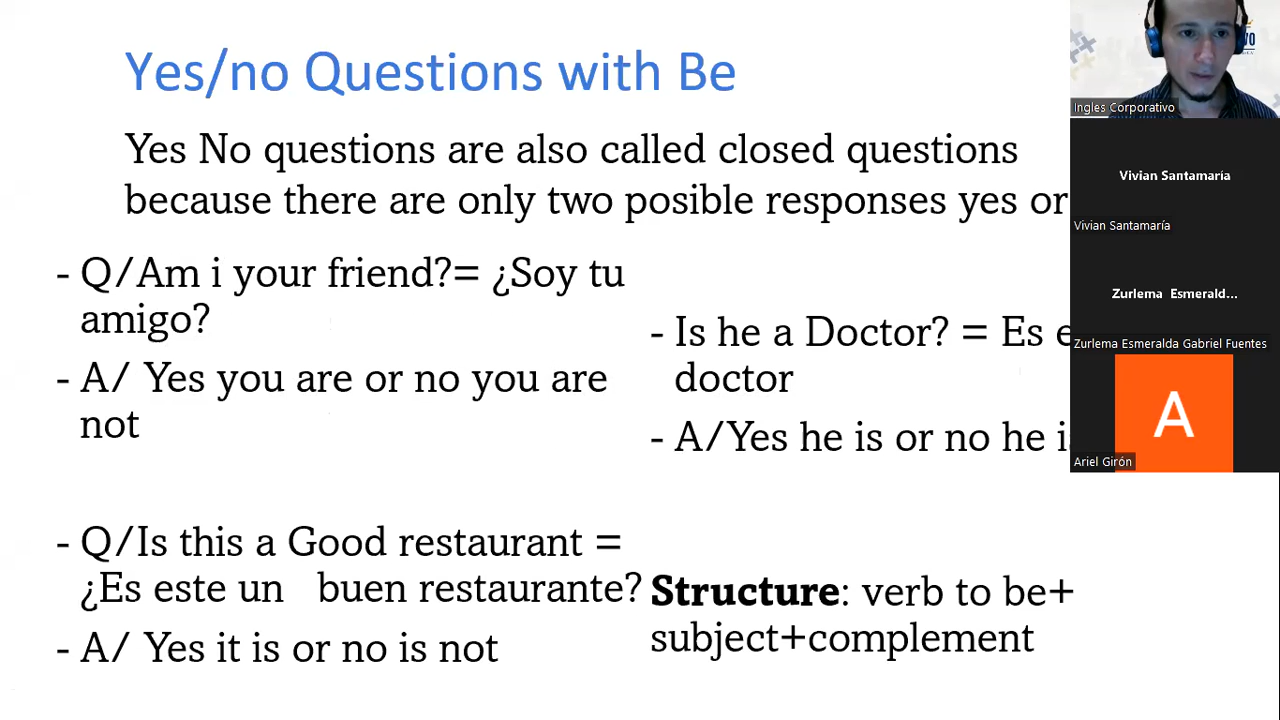 Yes/no Questions with Be
Yes No questions are also called closed questions
because there are only two posible responses yes or
- Q/Am i your friend?= ¿Soy tu
amigo?
- A/ Yes you are or no you are
not
- Q/Is this a Good restaurant =
¿Es este un buen restaurante?
- A/ Yes it is or no is not
- Is he a Doctor? = Es
doctor
- A/Yes he is or no he
Structure: verb to be+
subject+complement
Ingles Corporativo
Vivian Santamaría
Vivian Santamaría
Zurlema Esmerald...
Zurlema Esmeralda Gabriel Fuentes
A
Ariel Girón